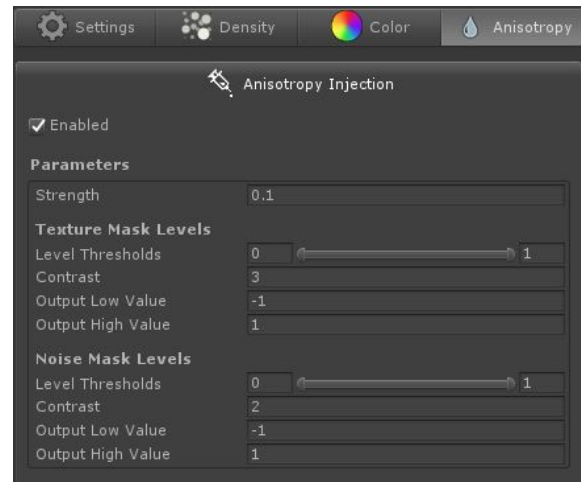 Settings Density Color Anisotropy
Anisotropy Injection
Enabled
Parameters
Strength 0.1
Texture Mask Levels
Level Thresholds 0 1
Contrast 3
Output Low Value -1
Output High Value 1
Noise Mask Levels
Level Thresholds 0 1
Contrast 2
Output Low Value -1
Output High Value 1